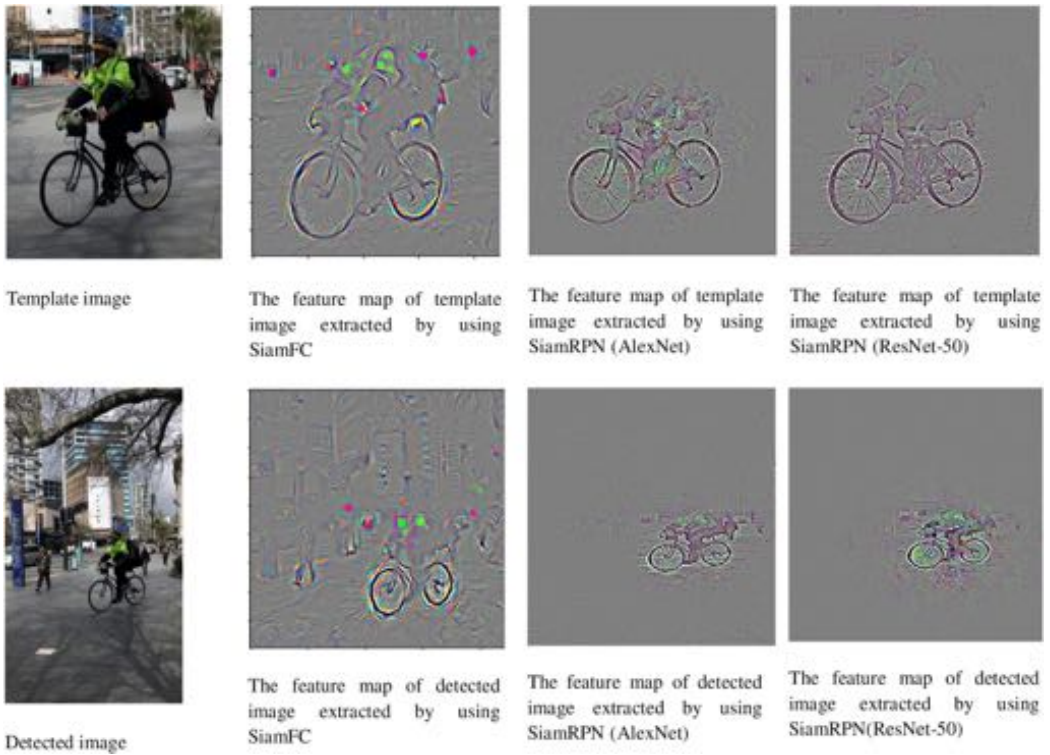 Template image
The feature map of template
image extracted by using
SiamFC
The feature map of template
image extracted by using
SiamRPN (AlexNet)
The feature map of template
image extracted by using
SiamRPN (ResNet-50)
Detected image
The feature map of detected
image extracted by using
SiamFC
The feature map of detected
image extracted by using
SiamRPN (AlexNet)
The feature map of detected
image extracted by using
SiamRPN(ResNet-50)